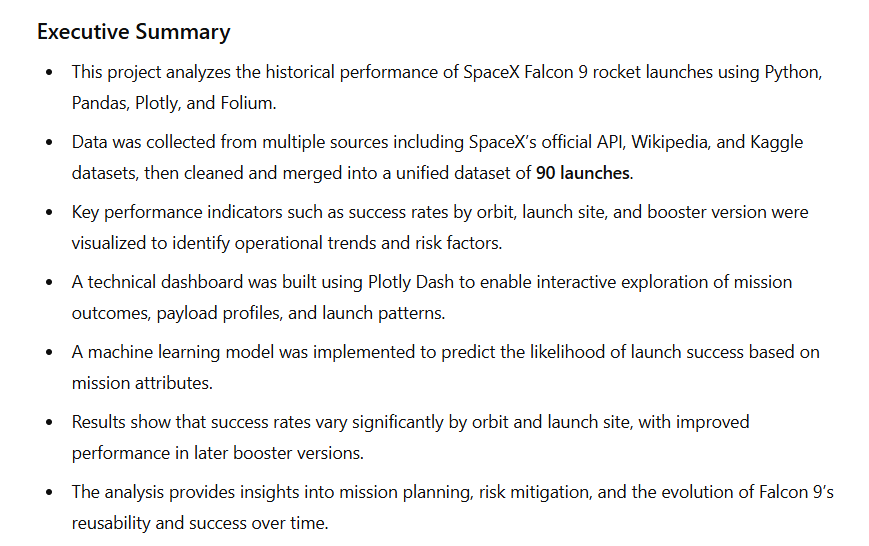 Executive Summary
• This project analyzes the historical performance of SpaceX Falcon 9 rocket launches using Python,
Pandas, Plotly, and Folium.
• Data was collected from multiple sources including SpaceX’s official API, Wikipedia, and Kaggle
datasets, then cleaned and merged into a unified dataset of 90 launches.
• Key performance indicators such as success rates by orbit, launch site, and booster version were
visualized to identify operational trends and risk factors.
• A technical dashboard was built using Plotly Dash to enable interactive exploration of mission
outcomes, payload profiles, and launch patterns.
• A machine learning model was implemented to predict the likelihood of launch success based on
mission attributes.
• Results show that success rates vary significantly by orbit and launch site, with improved
performance in later booster versions.
• The analysis provides insights into mission planning, risk mitigation, and the evolution of Falcon 9’s
reusability and success over time.